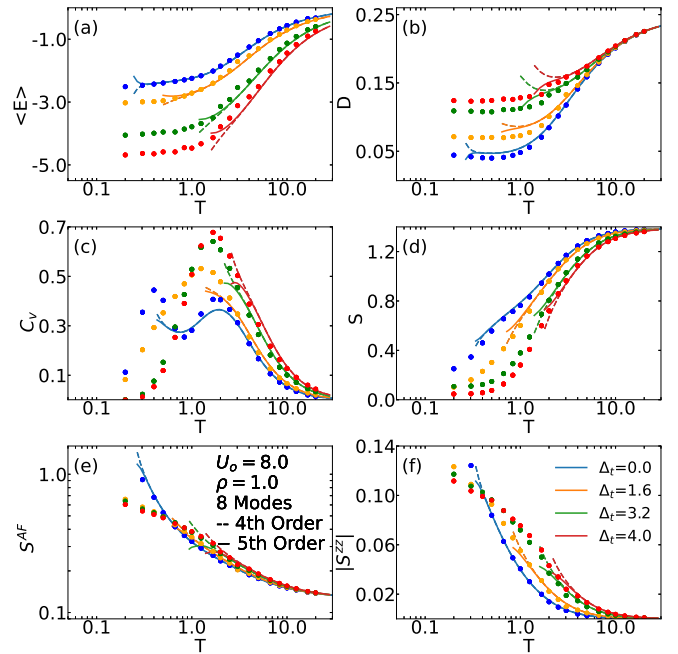 (a)
-1.0
-3.0
-5.0
<E>
0.1
1.0
10.0
T
(b)
0.25
0.15
0.05
D
0.1
1.0
10.0
T
(c)
0.7
0.5
0.3
0.1
C_v
0.1
1.0
10.0
T
(d)
1.2
0.8
0.4
0.0
S
0.1
1.0
10.0
T
(e)
1.0
0.1
S^{AF}
U_o=8.0
ρ=1.0
8 Modes
-- 4th Order
− 5th Order
0.1
1.0
10.0
T
(f)
0.14
0.10
0.06
0.02
|S^{zz}|
Δ_t=0.0
Δ_t=1.6
Δ_t=3.2
Δ_t=4.0
0.1
1.0
10.0
T